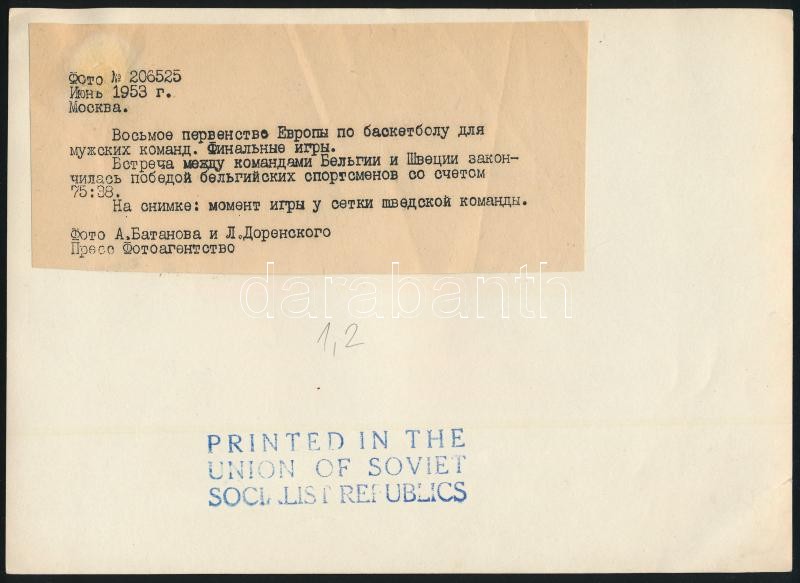 Фото № 206525
Июнь 1953 г.
Москва.
Восьмое первенство Европы по баскетболу для
мужских команд. Финальные игры.
Встреча между командами Бельгии и Швеции закон-
чилась победой бельгийских спортсменов со счетом
75:38.
На снимке: момент игры у сетки шведской команды.
Фото А.Батанова и Л.Доренского
Пресс Фотоагентство
darabanth
1,2
PRINTED IN THE
UNION OF SOVIET
SOCIALIST REPUBLICS